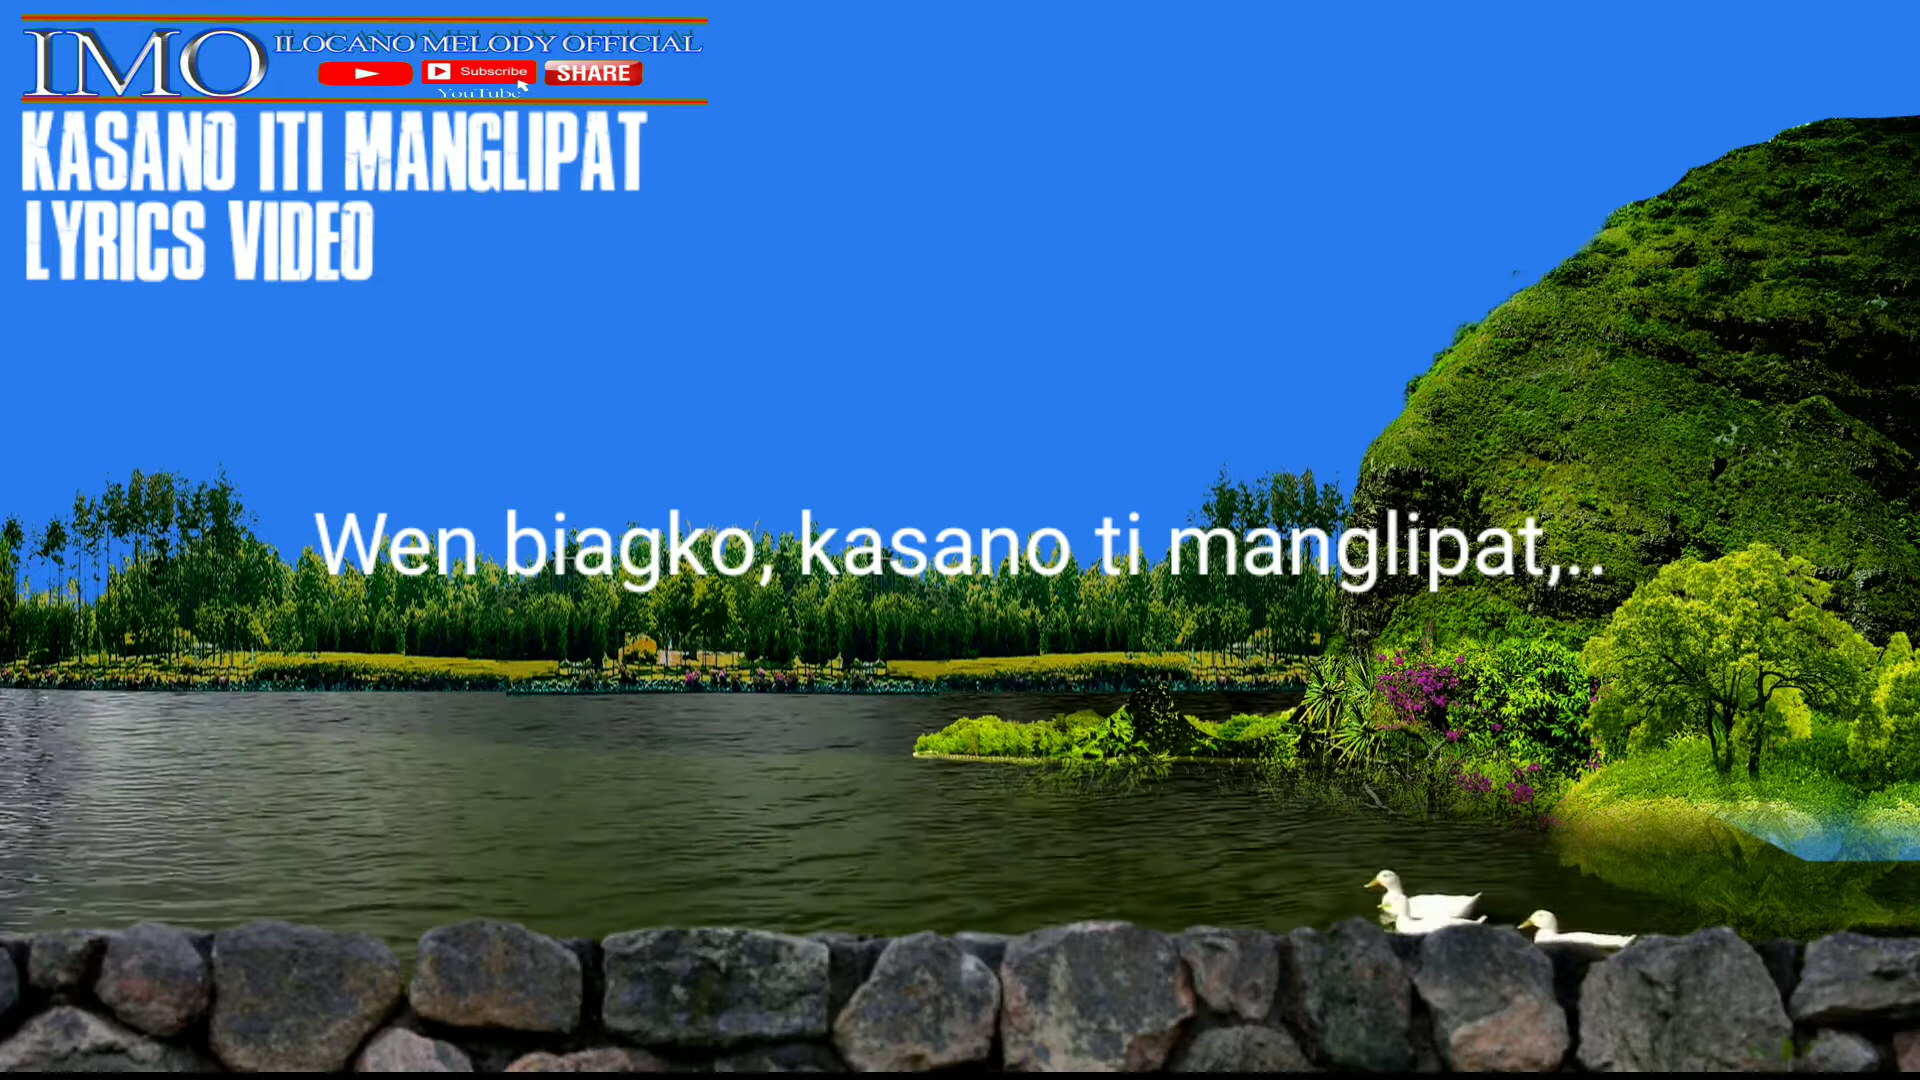 IMO
ILOCANO MELODY OFFICIAL
Subscribe
SHARE
YouTube
KASANO ITI MANGLIPAT
LYRICS VIDEO
Wen biagko, kasano ti manglipat,..